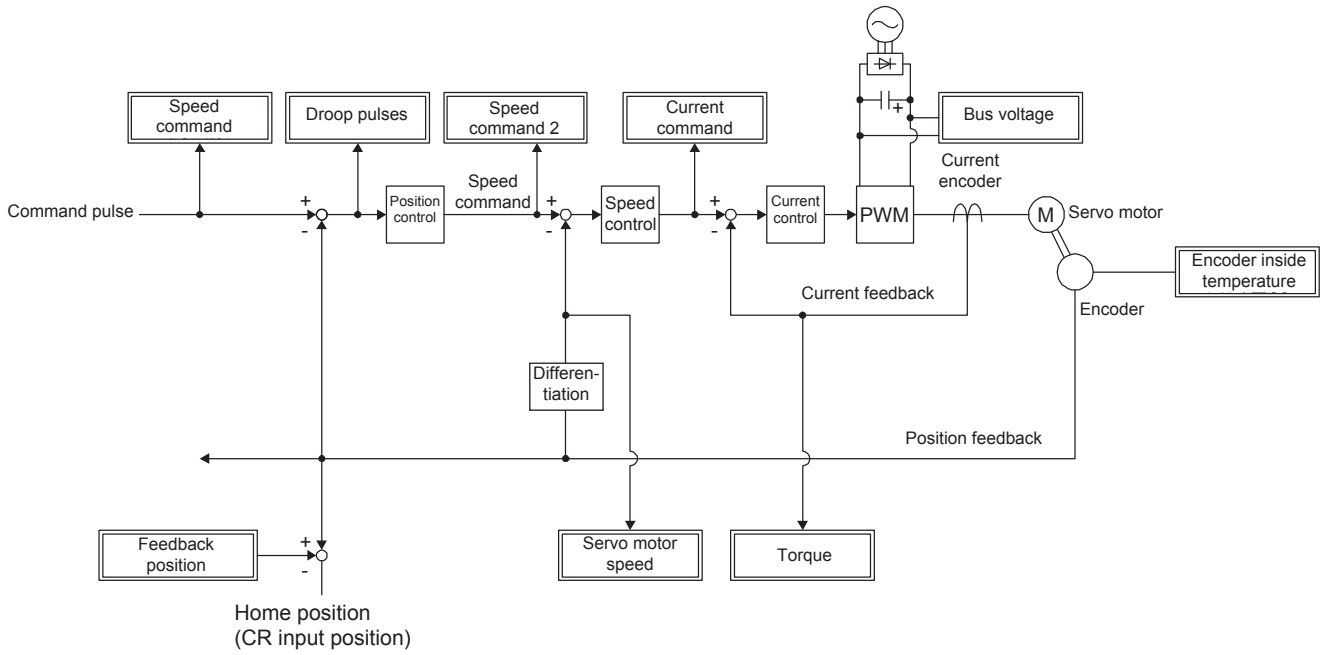 Speed
command
Droop pulses
Speed
command 2
Current
command
Bus voltage
Current
encoder
Command pulse
+
-
Position
control
Speed
command
+
-
Speed
control
+
-
Current
control
PWM
M
Servo motor
Encoder inside
temperature
Encoder
Current feedback
Differen-
tiation
Position feedback
Feedback
position
+
-
Servo motor
speed
Torque
Home position
(CR input position)
+